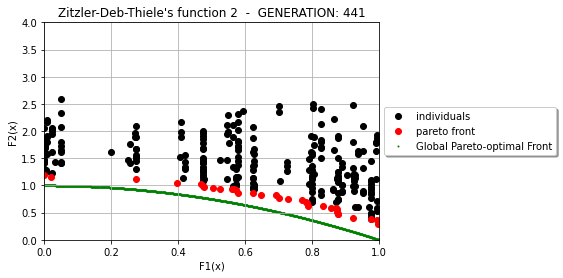 Zitzler-Deb-Thiele's function 2 - GENERATION: 441
4.0
3.5
3.0
2.5
2.0
1.5
1.0
0.5
0.0
F2(x)
0.0 0.2 0.4 0.6 0.8 1.0
F1(x)
individuals
pareto front
Global Pareto-optimal Front